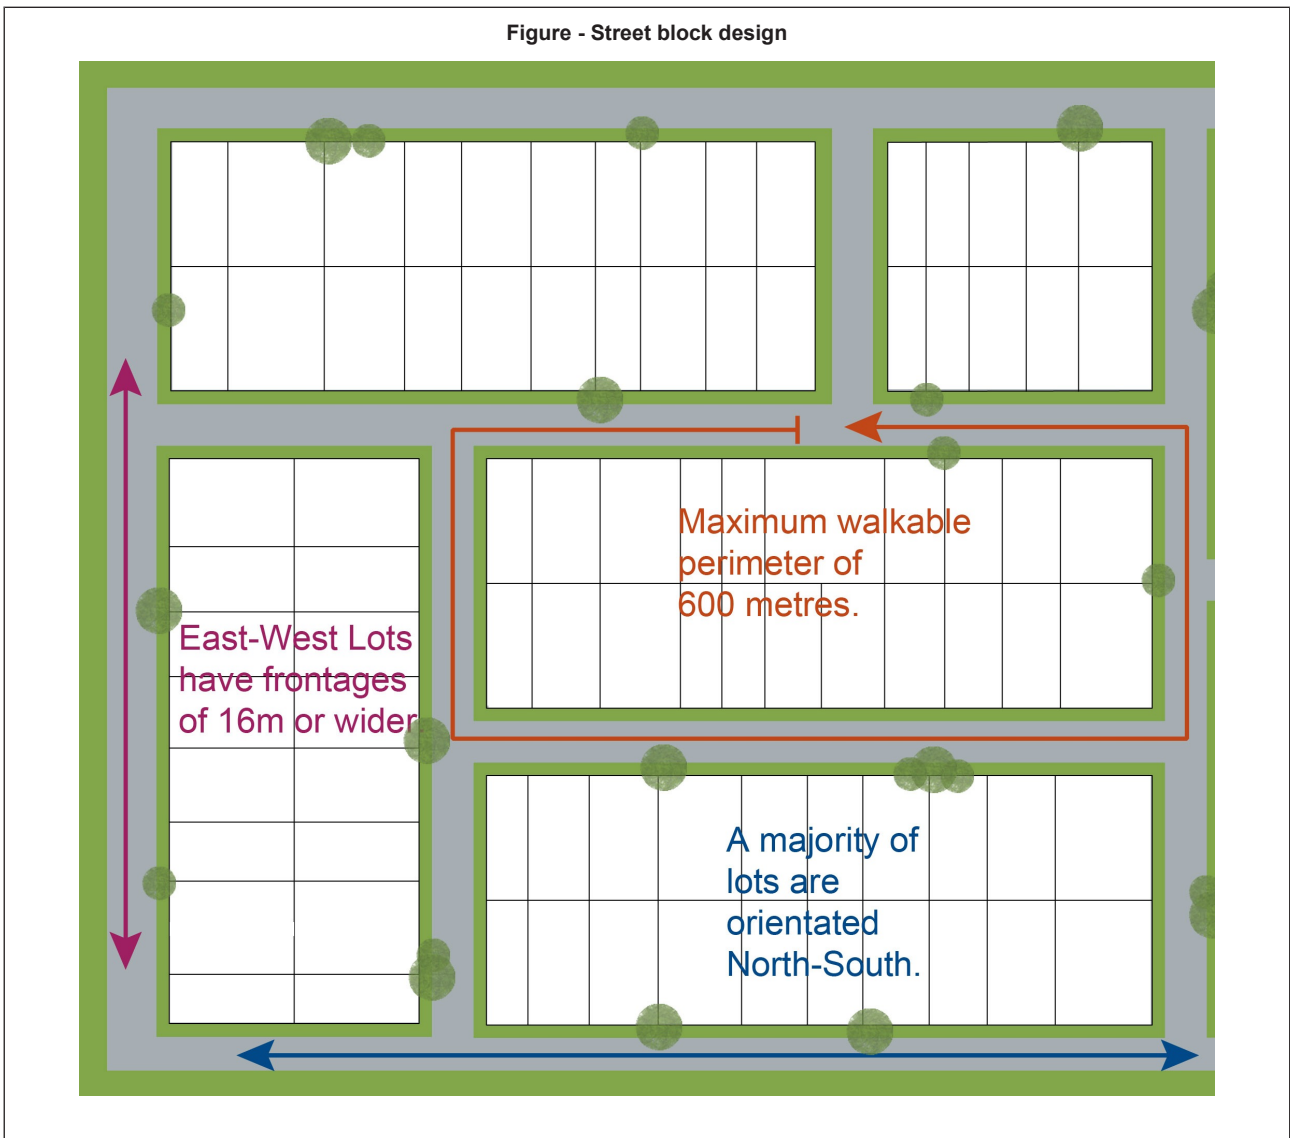 Figure - Street block design
Maximum walkable
perimeter of
600 metres.
East-West Lots
have frontages
of 16m or wider.
A majority of
lots are
orientated
North-South.